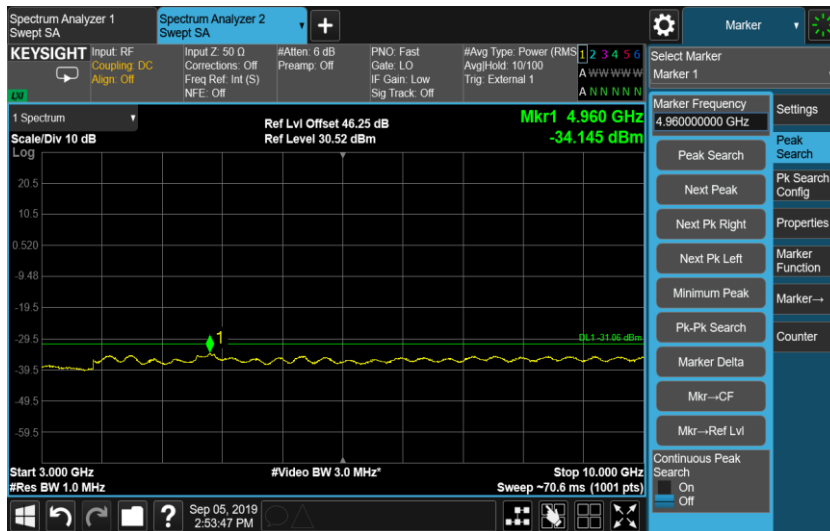 Spectrum Analyzer 1
Swept SA
Spectrum Analyzer 2
Swept SA
Marker
KEYSIGHT
LXI
Input: RF
Coupling: DC
Align: Off
Input Z: 50 Ω
Corrections: Off
Freq Ref: Int (S)
NFE: Off
#Atten: 6 dB
Preamp: Off
PNO: Fast
Gate: LO
IF Gain: Low
Sig Track: Off
#Avg Type: Power (RMS
Avg|Hold: 10/100
Trig: External 1
1 2 3 4 5 6
A W W W W W
A N N N N N
Select Marker
Marker 1
1 Spectrum
Scale/Div 10 dB
Log
Ref Lvl Offset 46.25 dB
Ref Level 30.52 dBm
Mkr1 4.960 GHz
-34.145 dBm
20.5
10.5
0.520
-9.48
-19.5
-29.5
-39.5
-49.5
-59.5
1
DL1 -31.06 dBm
Start 3.000 GHz
#Res BW 1.0 MHz
#Video BW 3.0 MHz*
Stop 10.000 GHz
Sweep ~70.6 ms (1001 pts)
Marker Frequency
4.960000000 GHz
Peak Search
Next Peak
Next Pk Right
Next Pk Left
Minimum Peak
Pk-Pk Search
Marker Delta
Mkr→CF
Mkr→Ref Lvl
Continuous Peak
Search
On
Off
Settings
Peak
Search
Pk Search
Config
Properties
Marker
Function
Marker→
Counter
Sep 05, 2019
2:53:47 PM